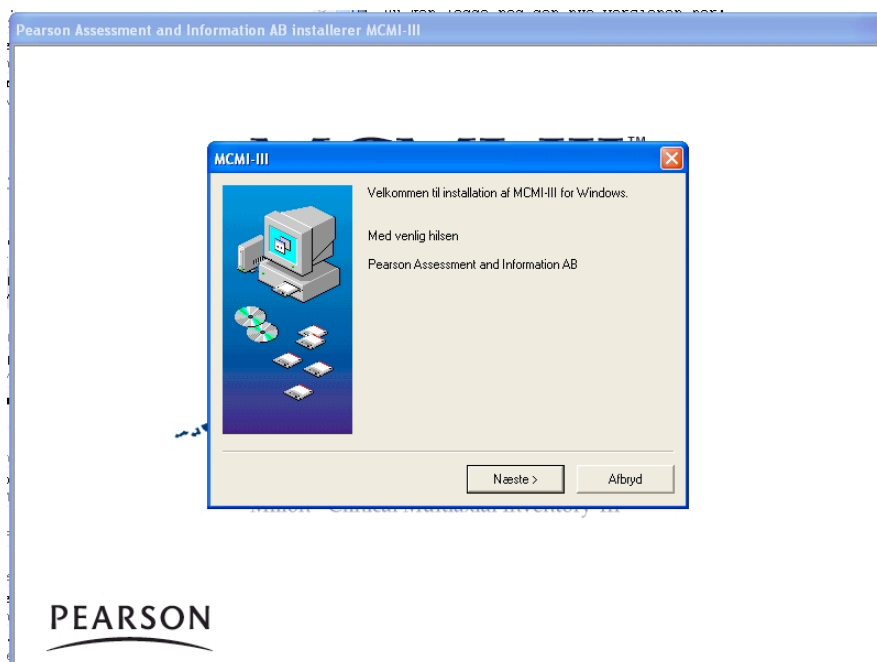 Pearson Assessment and Information AB installerer MCMI-III
MCMI-III
Velkommen til installation af MCMI-III for Windows.
Med venlig hilsen
Pearson Assessment and Information AB
Næste >
Afbryd
PEARSON